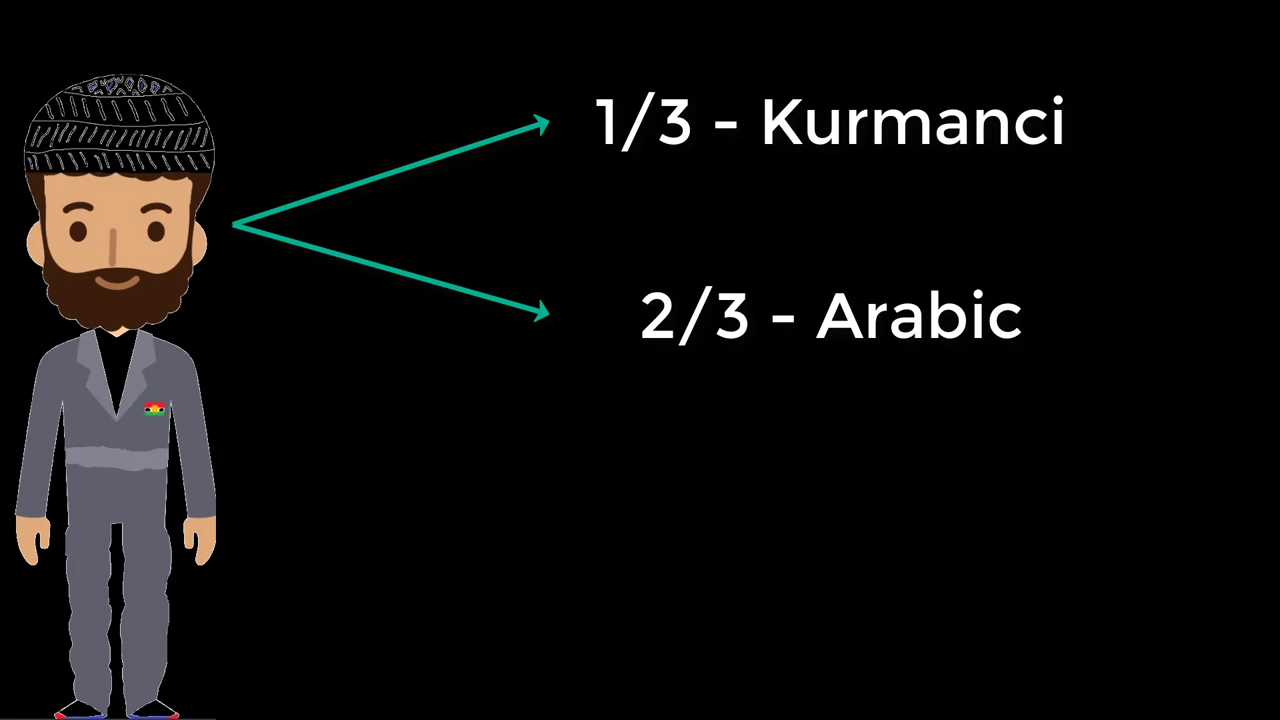 1/3 - Kurmanci
2/3 - Arabic